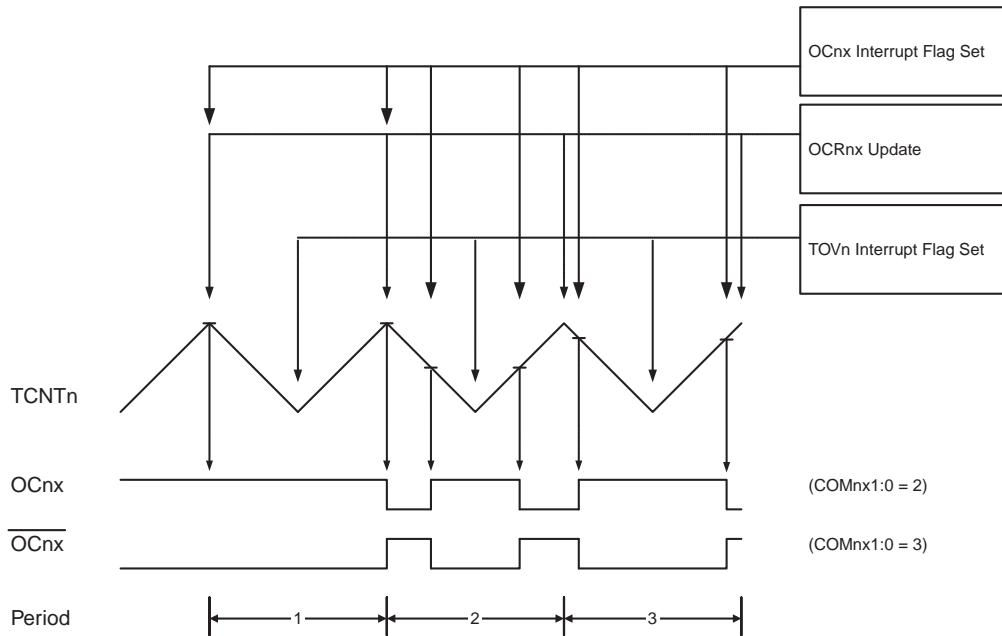 OCnx Interrupt Flag Set
OCRnx Update
TOVn Interrupt Flag Set
TCNTn
OCnx
(COMnx1:0 = 2)
OCnx
(COMnx1:0 = 3)
Period
1
2
3